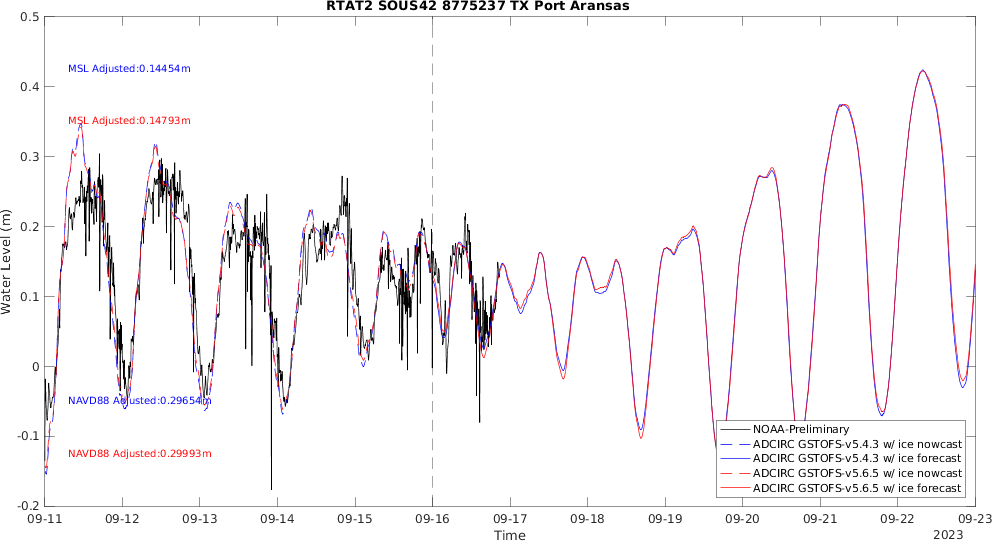 RTAT2 SOUS42 8775237 TX Port Aransas
0.5
0.4
0.3
0.2
0.1
0
-0.1
-0.2
Water Level (m)
MSL Adjusted:0.14454m
MSL Adjusted:0.14793m
NAVD88 Adjusted:0.29654m
NAVD88 Adjusted:0.29993m
NOAA-Preliminary
ADCIRC GSTOFS-v5.4.3 w/ ice nowcast
ADCIRC GSTOFS-v5.4.3 w/ ice forecast
ADCIRC GSTOFS-v5.6.5 w/ ice nowcast
ADCIRC GSTOFS-v5.6.5 w/ ice forecast
09-11 09-12 09-13 09-14 09-15 09-16 09-17 09-18 09-19 09-20 09-21 09-22 09-23
Time
2023